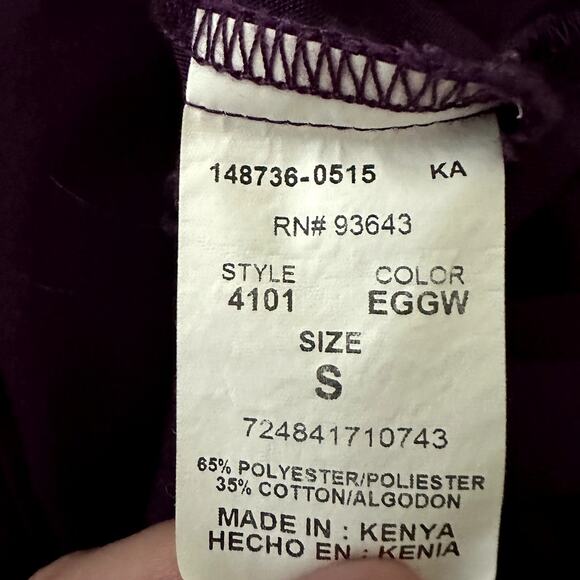 148736-0515 KA
RN# 93643
STYLE COLOR
4101 EGGW
SIZE
S
724841710743
65% POLYESTER/POLIESTER
35% COTTON/ALGODON
MADE IN : KENYA
HECHO EN : KENIA